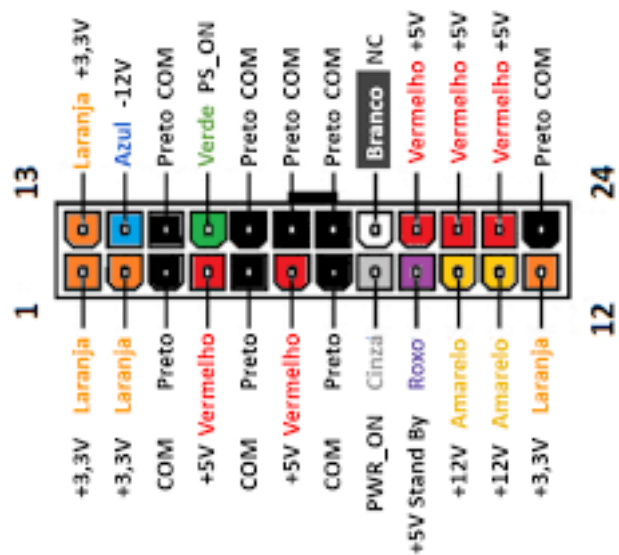 Laranja +3,3V
Azul -12V
Preto COM
Verde PS_ON
Preto COM
Preto COM
Preto COM
Branco NC
Vermelho +5V
Vermelho +5V
Vermelho +5V
Preto COM
13
24
1
12
+3,3V Laranja
+3,3V Laranja
COM Preto
+5V Vermelho
COM Preto
+5V Vermelho
COM Preto
PWR_ON Cinzá
+5V Stand By Roxo
+12V Amarelo
+12V Amarelo
+3,3V Laranja